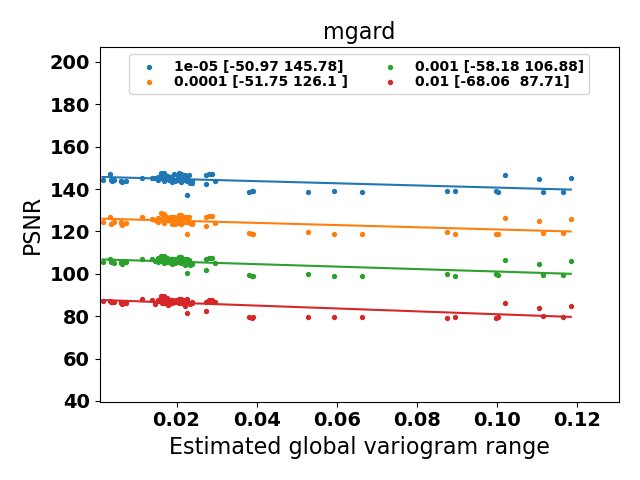 mgard
1e-05 [-50.97 145.78]
0.0001 [-51.75 126.1 ]
0.001 [-58.18 106.88]
0.01 [-68.06  87.71]
200
180
160
140
120
100
80
60
40
PSNR
0.02 0.04 0.06 0.08 0.10 0.12
Estimated global variogram range